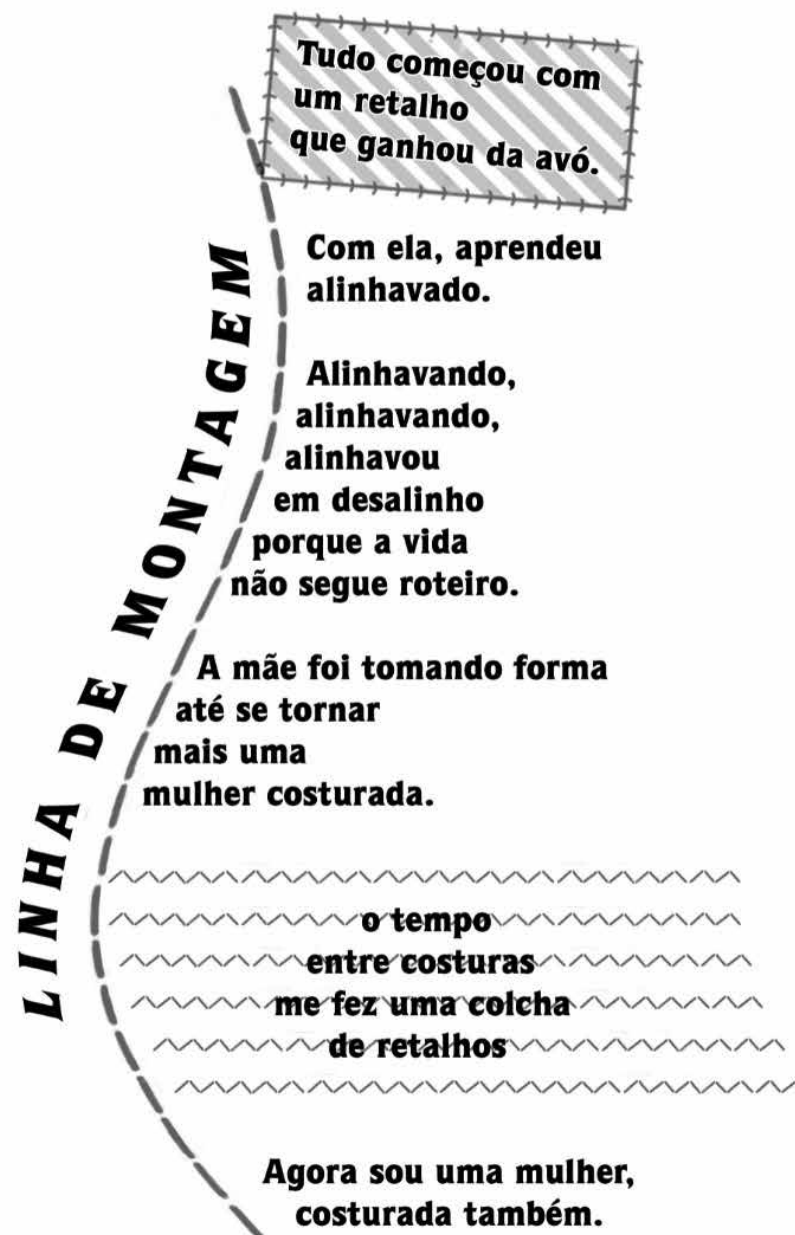 LINHA DE MONTAGEM
Tudo começou com
um retalho
que ganhou da avó.
Com ela, aprendeu
alinhavado.
Alinhavando,
alinhavando,
alinhavou
em desalinho
porque a vida
não segue roteiro.
A mãe foi tomando forma
até se tornar
mais uma
mulher costurada.
o tempo
entre costuras
me fez uma colcha
de retalhos
Agora sou uma mulher,
costurada também.